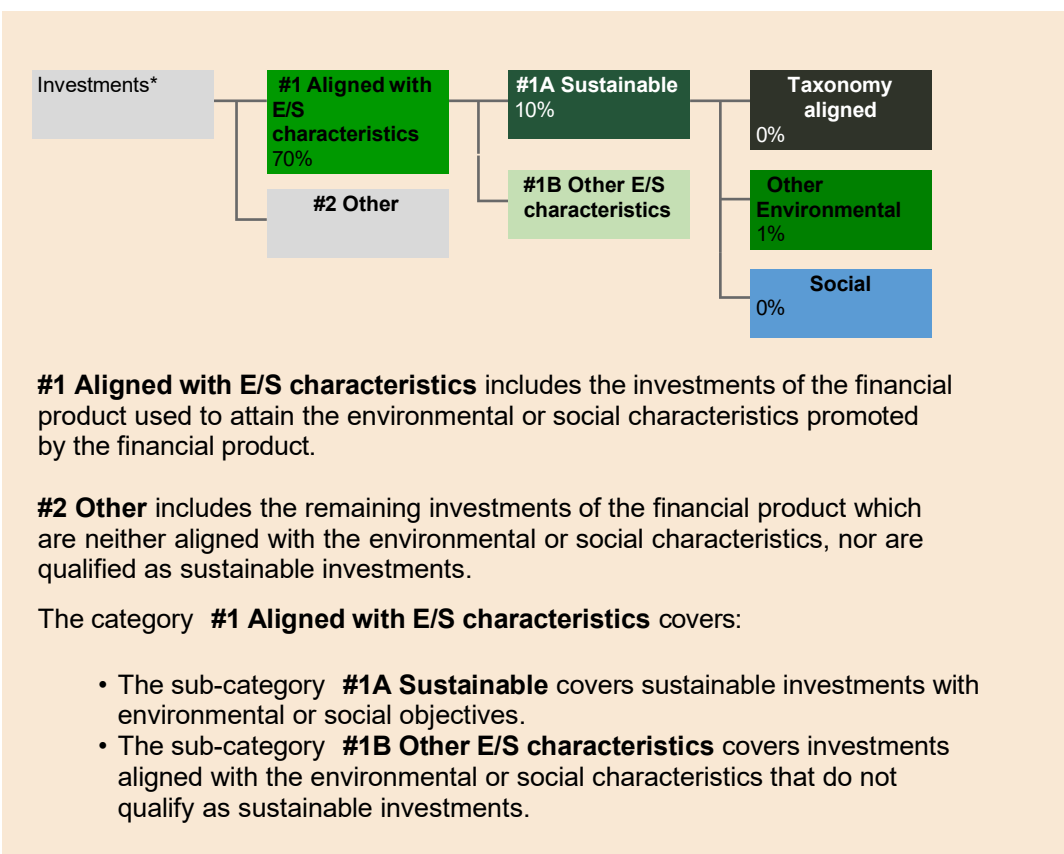 Investments*
#1 Aligned with
E/S
characteristics
70%
#2 Other
#1A Sustainable
10%
#1B Other E/S
characteristics
Taxonomy
aligned
0%
Other
Environmental
1%
Social
0%
#1 Aligned with E/S characteristics includes the investments of the financial
product used to attain the environmental or social characteristics promoted
by the financial product.
#2 Other includes the remaining investments of the financial product which
are neither aligned with the environmental or social characteristics, nor are
qualified as sustainable investments.
The category #1 Aligned with E/S characteristics covers:
• The sub-category #1A Sustainable covers sustainable investments with
environmental or social objectives.
• The sub-category #1B Other E/S characteristics covers investments
aligned with the environmental or social characteristics that do not
qualify as sustainable investments.